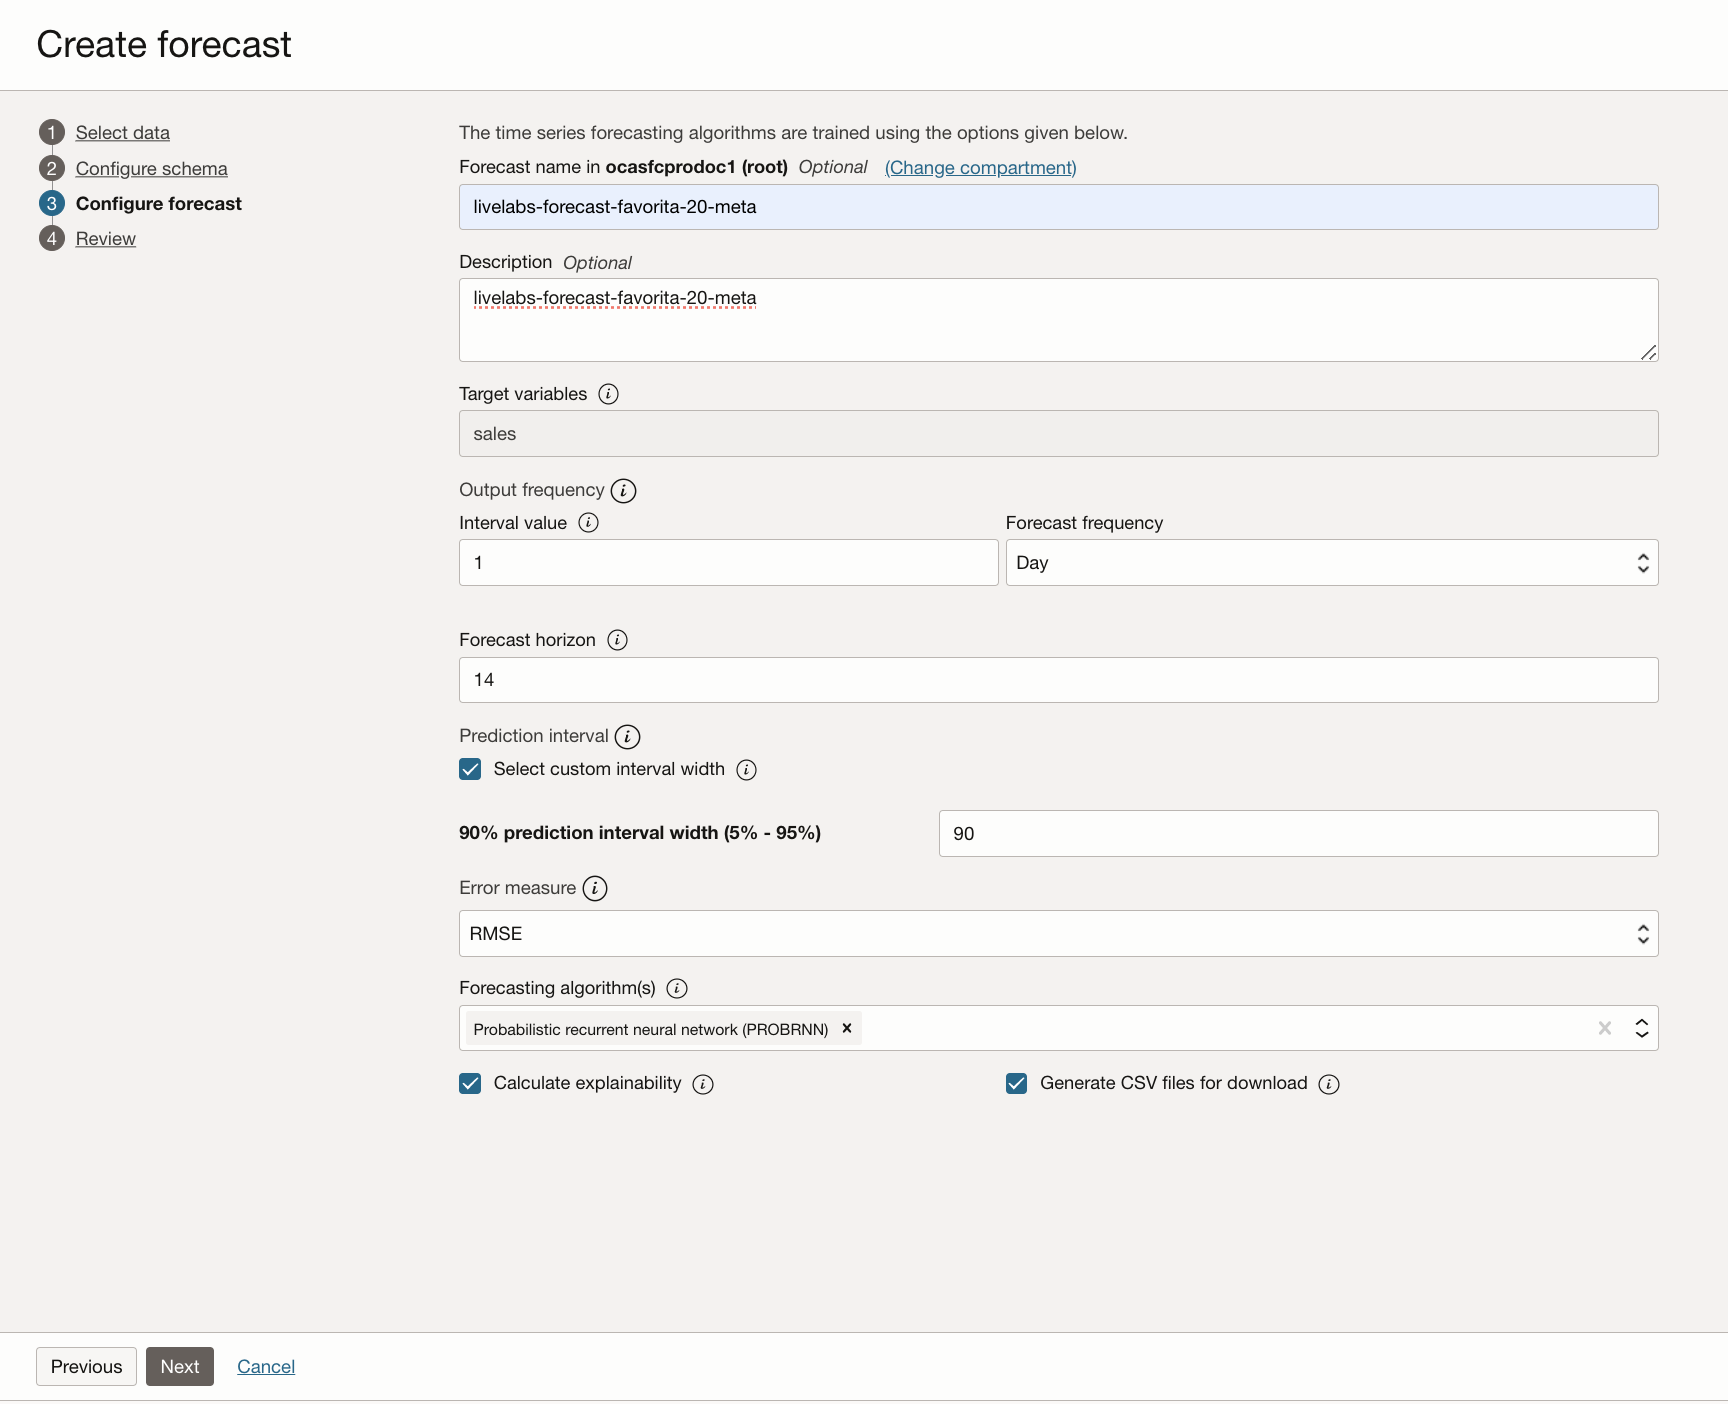 Create forecast
1 Select data
2 Configure schema
3 Configure forecast
4 Review
The time series forecasting algorithms are trained using the options given below.
Forecast name in ocasfcprodoc1 (root) Optional (Change compartment)
livelabs-forecast-favorita-20-meta
Description Optional
livelabs-forecast-favorita-20-meta
Target variables i
sales
Output frequency i
Interval value i
1
Forecast frequency
Day
Forecast horizon i
14
Prediction interval i
Select custom interval width i
90% prediction interval width (5% - 95%)
90
Error measure i
RMSE
Forecasting algorithm(s) i
Probabilistic recurrent neural network (PROBRNN) ×
Calculate explainability i
Generate CSV files for download i
Previous Next Cancel